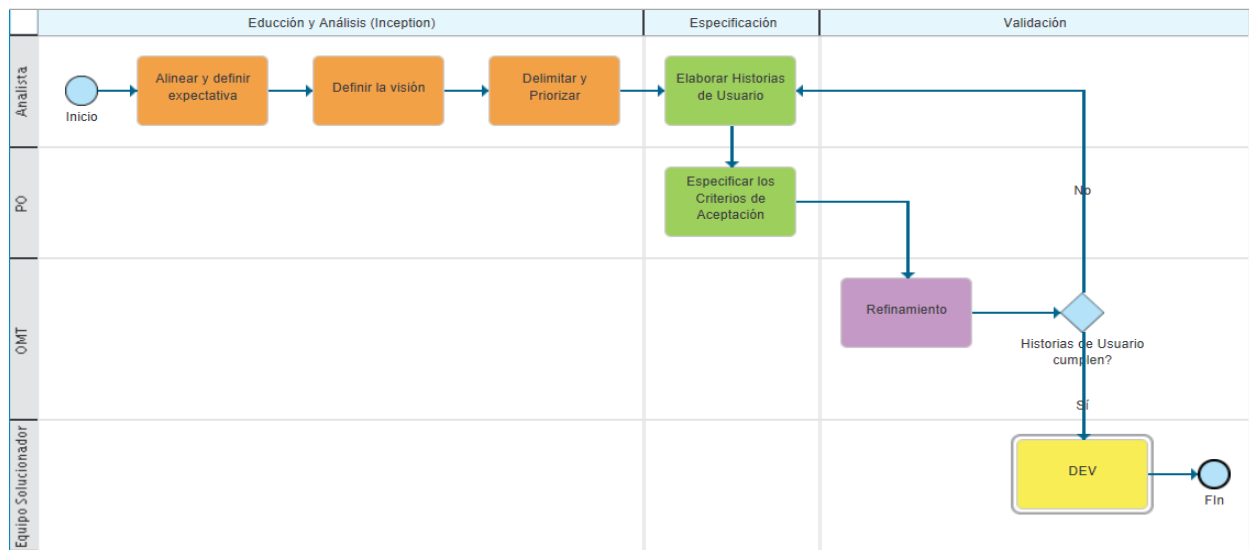 Educción y Análisis (Inception)
Especificación
Validación
Analista
Inicio
Alinear y definir
expectativa
Definir la visión
Delimitar y
Priorizar
Elaborar Historias
de Usuario
No
PO
Especificar los
Criterios de
Aceptación
OMT
Refinamiento
Historias de Usuario
cumplen?
Sí
Equipo Solucionador
DEV
FIn